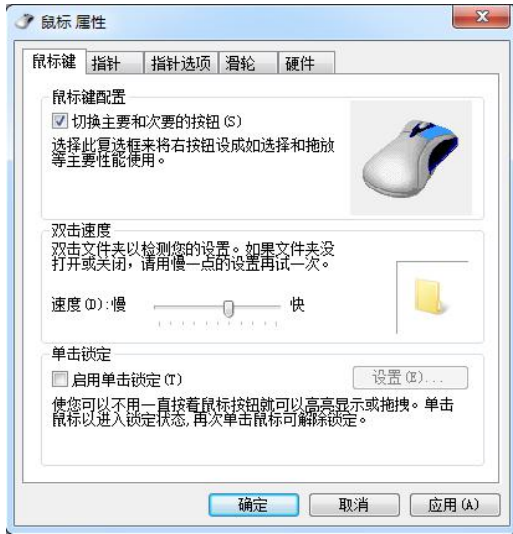 鼠标 属性
鼠标键
指针
指针选项
滑轮
硬件
鼠标键配置
切换主要和次要的按钮(S)
选择此复选框来将右按钮设成如选择和拖放
等主要性能使用。
双击速度
双击文件夹以检测您的设置。如果文件夹没
打开或关闭，请用慢一点的设置再试一次。
速度(D):慢
快
单击锁定
启用单击锁定(T)
设置(E)...
使您可以不用一直按着鼠标按钮就可以高亮显示或拖拽。单击
鼠标以进入锁定状态,再次单击鼠标可解除锁定。
确定
取消
应用(A)